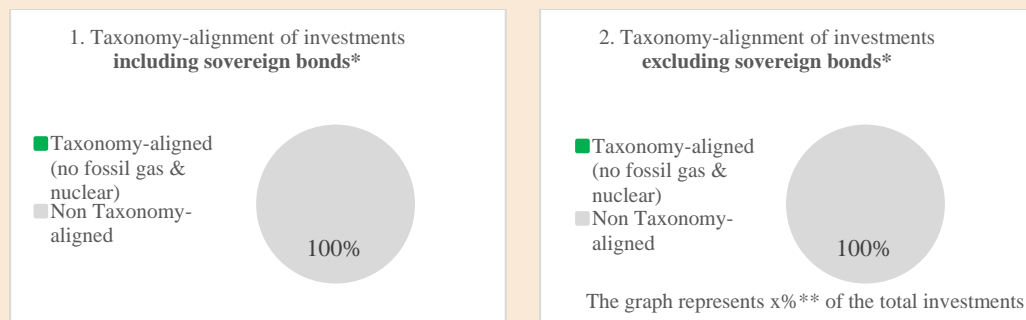 1. Taxonomy-alignment of investments
including sovereign bonds*
Taxonomy-aligned
(no fossil gas &
nuclear)
Non Taxonomy-
aligned
100%
2. Taxonomy-alignment of investments
excluding sovereign bonds*
Taxonomy-aligned
(no fossil gas &
nuclear)
Non Taxonomy-
aligned
100%
The graph represents x%** of the total investments